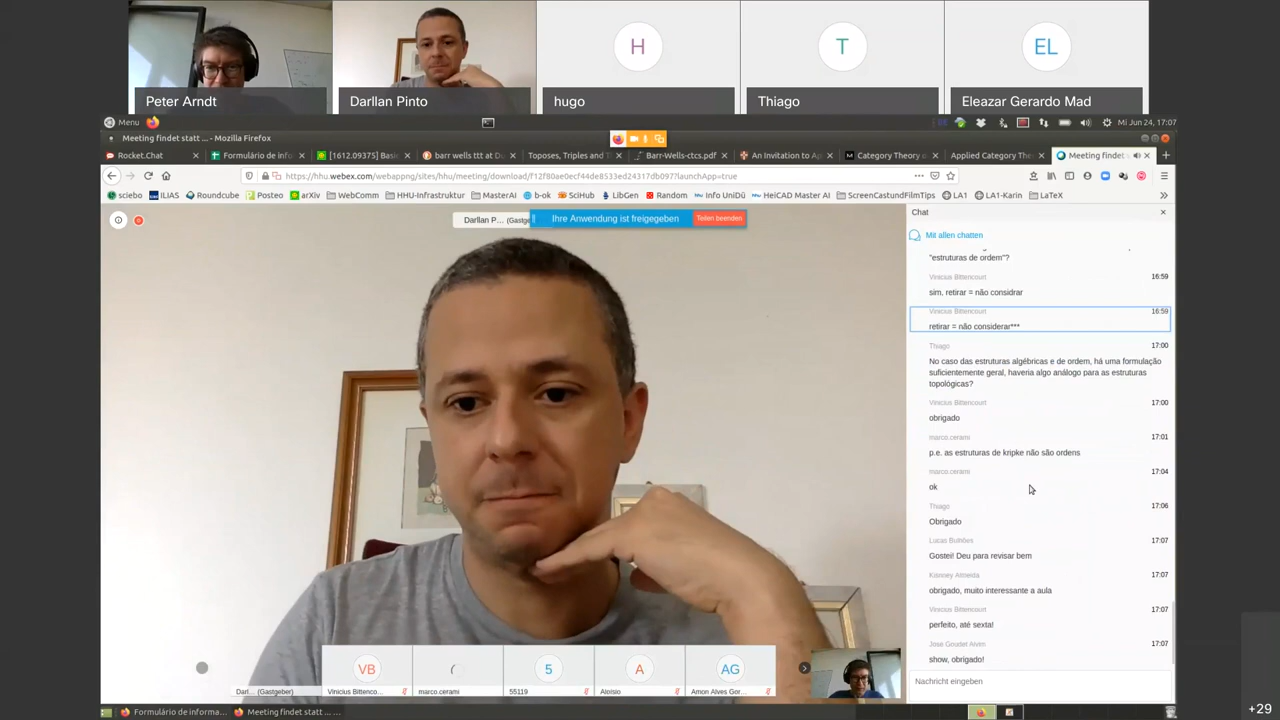 H
T
EL
Peter Arndt
Darllan Pinto
hugo
Thiago
Eleazar Gerardo Mad
Menu
Mi Jun 24, 17:07
Meeting findet statt ... - Mozilla Firefox
Rocket.Chat
Formulário de info
[1612.09375] Basic
barr wells ttt at Du
Toposes, Triples and T
Barr-Wells-ctcs.pdf
An Invitation to Ap
Category Theory
Applied Category Theo
Meeting findet s
https://hhu.webex.com/webappng/sites/hhu/meeting/download/f12f80ae0ecf44de8533ed24317db097?launchApp=true
sciebo
ILIAS
Roundcube
Posteo
arXiv
WebComm
HHU-Infrastruktur
MasterAI
b-ok
SciHub
LibGen
Random
Info UniDü
HeiCAD Master AI
ScreenCastundFilmTips
LA1
LA1-Karin
LaTeX
Darllan P... (Gastge
Ihre Anwendung ist freigegeben
Teilen beenden
Chat
Mit allen chatten
"estruturas de ordem"?
Vinicius Bittencourt 16:59
sim, retirar = não considrar
Vinicius Bittencourt 16:59
retirar = não considerar***
Thiago 17:00
No caso das estruturas algébricas e de ordem, há uma formulação
suficientemente geral, haveria algo análogo para as estruturas
topológicas?
Vinicius Bittencourt 17:00
obrigado
marco.cerami 17:01
p.e. as estruturas de kripke não são ordens
marco.cerami 17:04
ok
Thiago 17:06
Obrigado
Lucas Bulhões 17:07
Gostei! Deu para revisar bem
Almeida 17:07
obrigado, muito interessante a aula
Vinicius Bittencourt 17:07
perfeito, até sexta!
Jose Goudet Alvim 17:07
show, obrigado!
Nachricht eingeben
VB
5
A
AG
Darl... (Gastgeber)
Vinicius Bittenco...
marco.cerami
55119
Aloísio
Amon Alves Gor...
Formulário de informa...
Meeting findet statt ...
+29